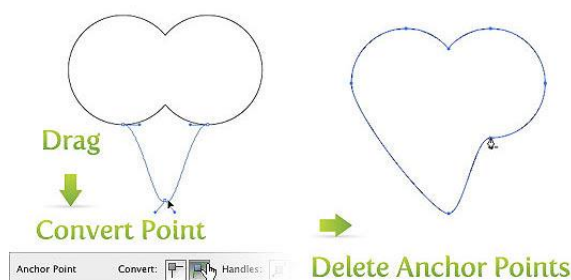 Drag
Convert Point
Anchor Point Convert: Handles:
Delete Anchor Points